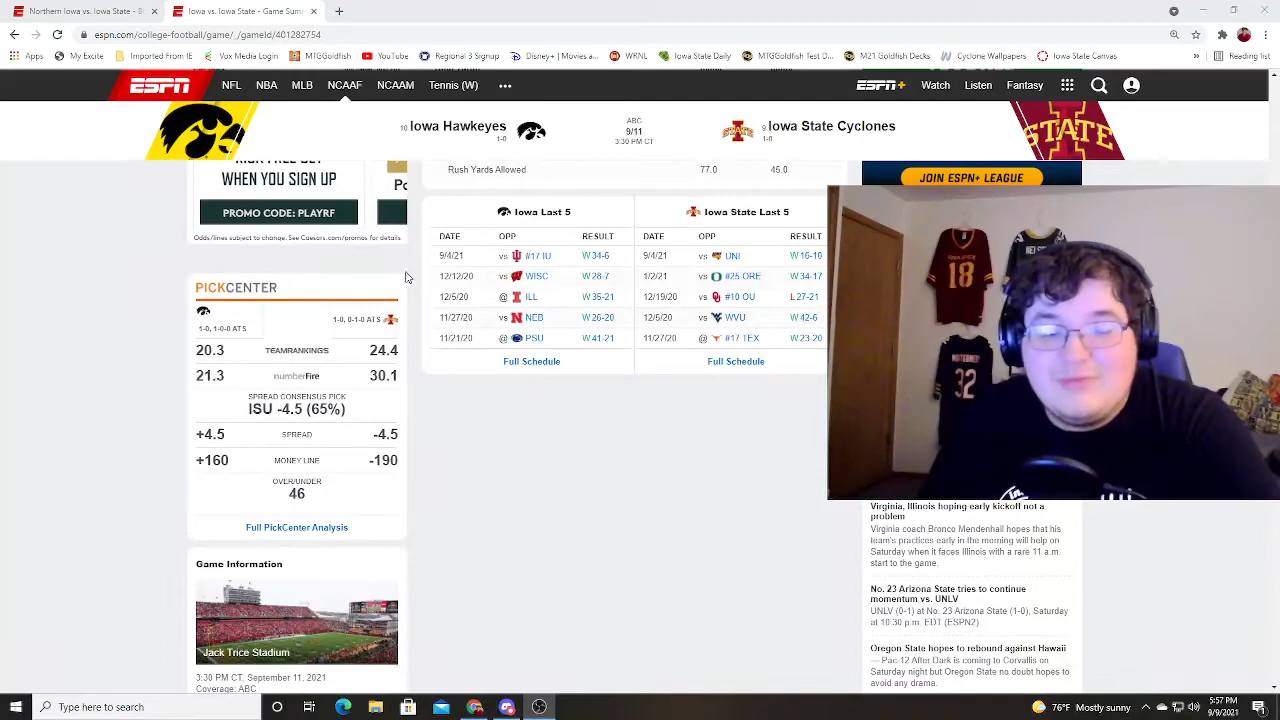 Northern Iowa vs. Iowa State - B
Iowa vs. Iowa State - Game Sum
espn.com/college-football/game/_/gameId/401282754
Apps
My Excite
Imported From IE
Vox Media Login
MTGGoldfish
YouTube
Regional 3 Signup
Disney+ | Movies a...
WRNL
Iowa State Daily
MTGGoldfish Test D...
M21 Goldfish Decks
Cyclone Wallpapers
Iowa State Canvas
Reading List
ESPN
NFL
NBA
MLB
NCAAF
NCAAM
Tennis (W)
ESPN+
Watch
Listen
Fantasy
10 Iowa Hawkeyes
1-0
ABC
9/11
3:30 PM CT
9 Iowa State Cyclones
1-0
STATE
WHEN YOU SIGN UP
PROMO CODE: PLAYRF
Odds/lines subject to change. See Caesars.com/promos for details
Rush Yards Allowed 77.0 45.0
JOIN ESPN+ LEAGUE
Iowa Last 5
DATE OPP RESULT
9/4/21 vs #17 IU W 34-6
12/12/20 vs WISC W 28-7
12/5/20 @ ILL W 35-21
11/27/20 vs NEB W 26-20
11/21/20 @ PSU W 41-21
Full Schedule
Iowa State Last 5
DATE OPP RESULT
9/4/21 vs UNI W 16-10
1/2/21 vs #25 ORE W 34-17
12/19/20 vs #10 OU L 27-21
12/5/20 vs WVU W 42-6
11/27/20 @ #17 TEX W 23-20
Full Schedule
PICKCENTER
1-0, 1-0-0 ATS
1-0, 0-1-0 ATS
20.3 TEAMRANKINGS 24.4
21.3 numberFire 30.1
SPREAD CONSENSUS PICK
ISU -4.5 (65%)
+4.5 SPREAD -4.5
+160 MONEY LINE -190
OVER/UNDER
46
Full PickCenter Analysis
Game Information
Jack Trice Stadium
3:30 PM CT, September 11, 2021
Coverage: ABC
18
32
Virginia, Illinois hoping early kickoff not a
problem
Virginia coach Bronco Mendenhall hopes that his
team's practices early in the morning will help on
Saturday when it faces Illinois with a rare 11 a.m.
start to the game.
No. 23 Arizona State tries to continue
momentum vs. UNLV
UNLV (0-1) at No. 23 Arizona State (1-0), Saturday
at 10:30 p.m. EDT (ESPN2)
Oregon State hopes to rebound against Hawaii
— Pac-12 After Dark is coming to Corvallis on
Saturday night but Oregon State no doubt hopes to
avoid any drama.
Type here to search
76°F Mostly sunny
5:57 PM
9/9/2021